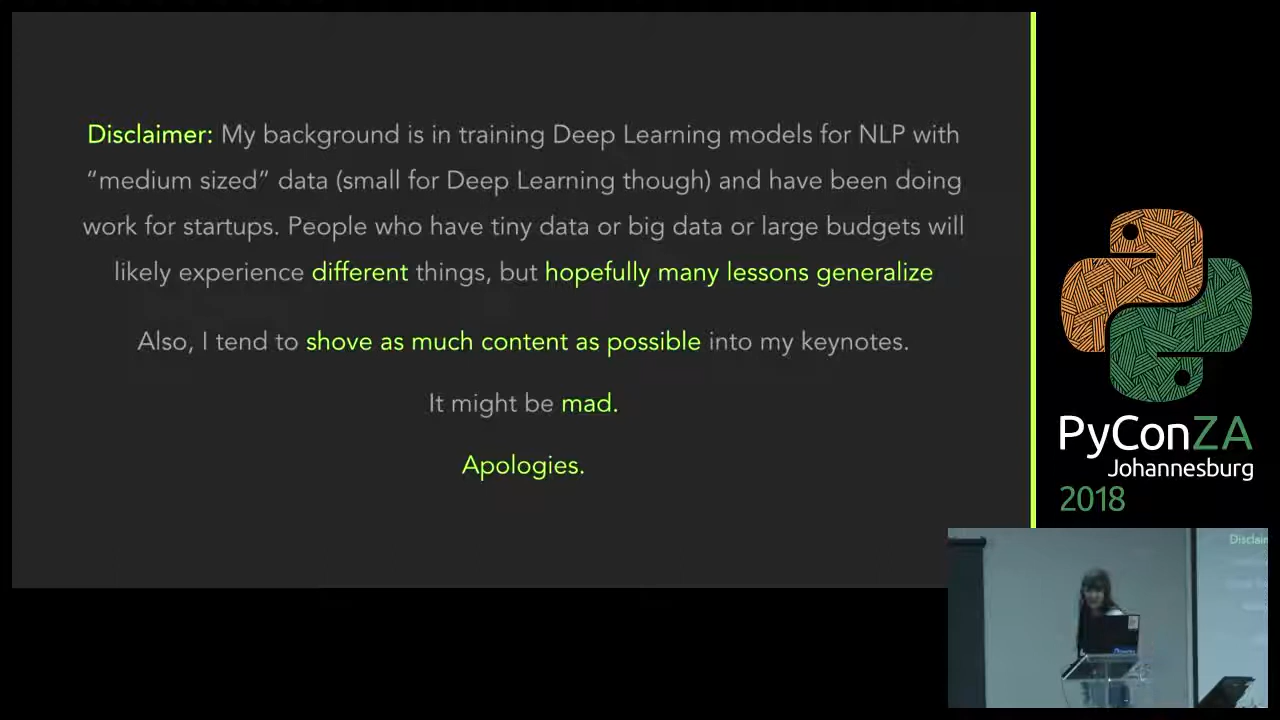 Disclaimer: My background is in training Deep Learning models for NLP with
“medium sized” data (small for Deep Learning though) and have been doing
work for startups. People who have tiny data or big data or large budgets will
likely experience different things, but hopefully many lessons generalize
Also, I tend to shove as much content as possible into my keynotes.
It might be mad.
Apologies.
PyConZA
Johannesburg
2018
Disclaim